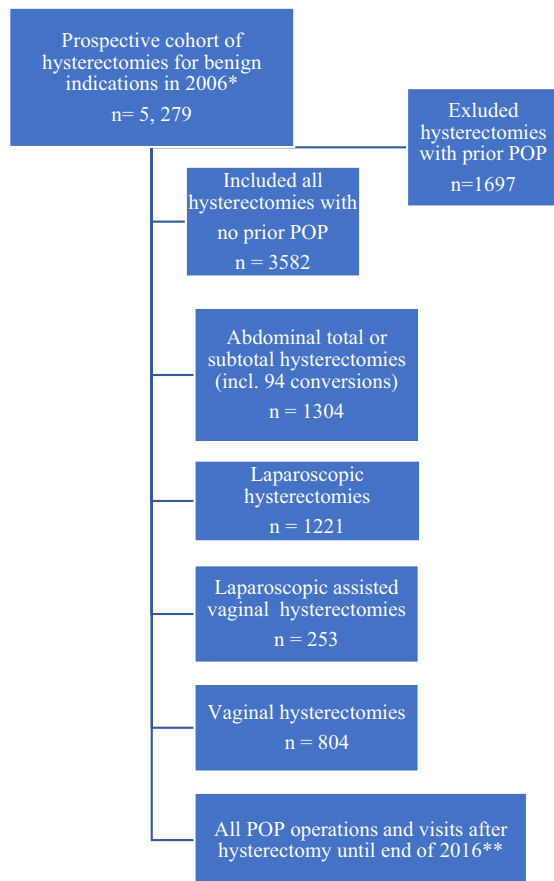 Prospective cohort of
hysterectomies for benign
indications in 2006*
n= 5, 279
Exluded
hysterectomies
with prior POP
n=1697
Included all
hysterectomies with
no prior POP
n = 3582
Abdominal total or
subtotal hysterectomies
(incl. 94 conversions)
n = 1304
Laparoscopic
hysterectomies
n = 1221
Laparoscopic assisted
vaginal hysterectomies
n = 253
Vaginal hysterectomies
n = 804
All POP operations and visits after
hysterectomy until end of 2016**